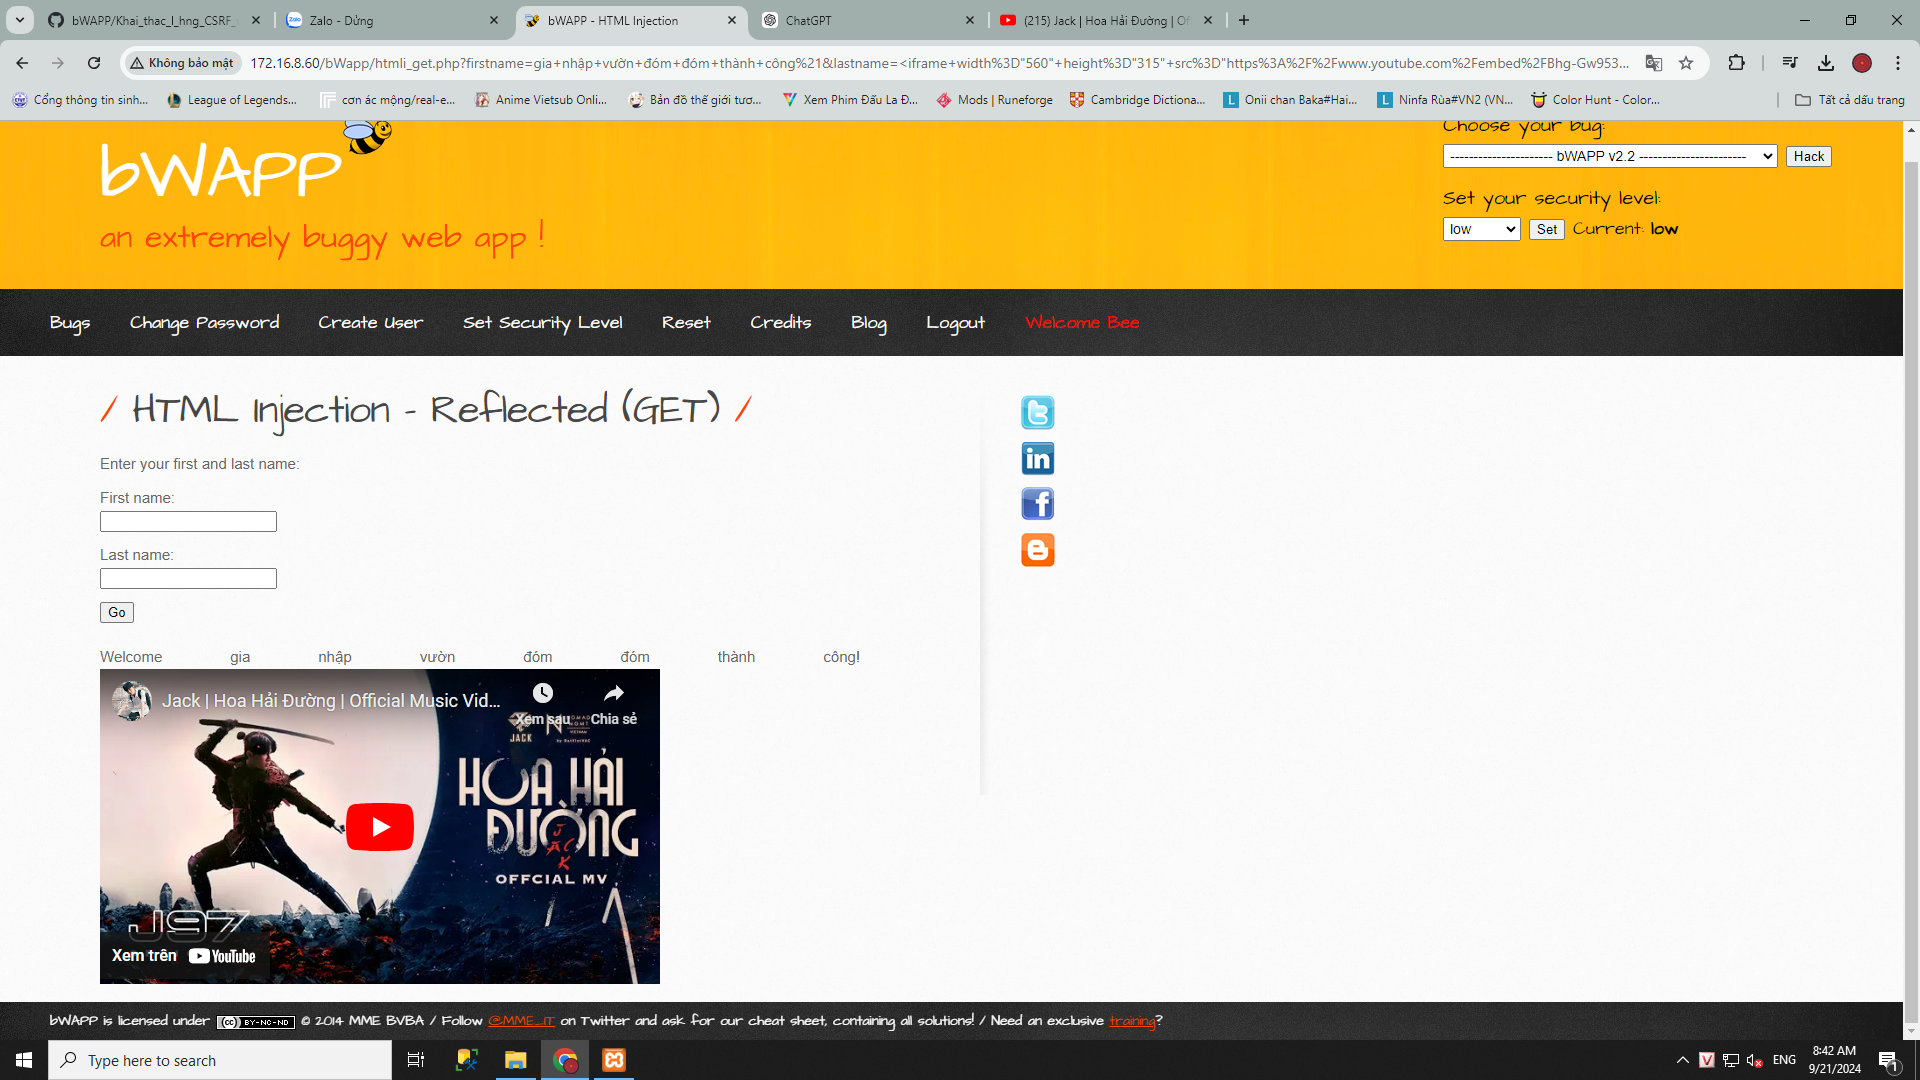 bWAPP/Khai_thac_l_hng_CSRF_
Zalo - Dửng
bWAPP - HTML Injection
ChatGPT
(215) Jack | Hoa Hải Đường | Of
Không bảo mật
172.16.8.60/bWapp/htmli_get.php?firstname=gia+nhập+vườn+đóm+đóm+thành+công%21&lastname=<iframe+width%3D"560"+height%3D"315"+src%3D"https%3A%2F%2Fwww.youtube.com%2Fembed%2FBhg-Gw953...
Cổng thông tin sinh...
League of Legends...
cơn ác mộng/real-e...
Anime Vietsub Onli...
Bản đồ thế giới tươ...
Xem Phim Đấu La Đ...
Mods | Runeforge
Cambridge Dictiona...
Onii chan Baka#Hai...
Ninfa Rùa#VN2 (VN...
Color Hunt - Color...
Tất cả dấu trang
bWAPP
an extremely buggy web app !
Choose your bug:
---------------------- bWAPP v2.2 -----------------------
Hack
Set your security level:
low
Set
Current: low
Bugs
Change Password
Create User
Set Security Level
Reset
Credits
Blog
Logout
Welcome Bee
/ HTML Injection - Reflected (GET) /
Enter your first and last name:
First name:
Last name:
Go
Welcome gia nhập vườn đóm đóm thành công!
Jack | Hoa Hải Đường | Official Music Vid...
Xem sau
Chia sẻ
JACK
HOA HẢI
ĐƯỜNG
JACK
OFFCIAL MV
J97
Xem trên YouTube
bWAPP is licensed under BY-NC-ND © 2014 MME BVBA / Follow @MME_IT on Twitter and ask for our cheat sheet, containing all solutions! / Need an exclusive training?
Type here to search
ENG
8:42 AM
9/21/2024
1